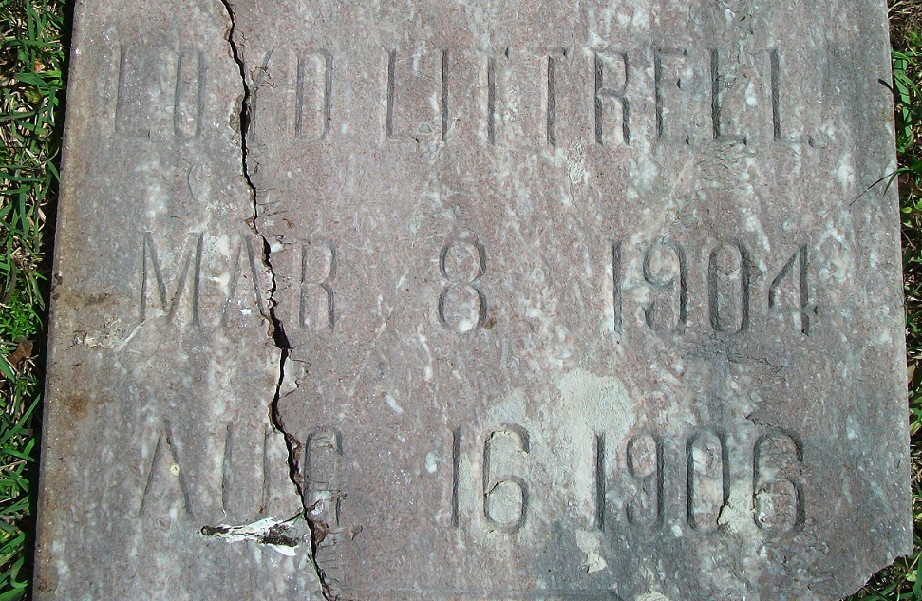 LOYD LITTRELL
MAR 8 1904
AUG 16 1906